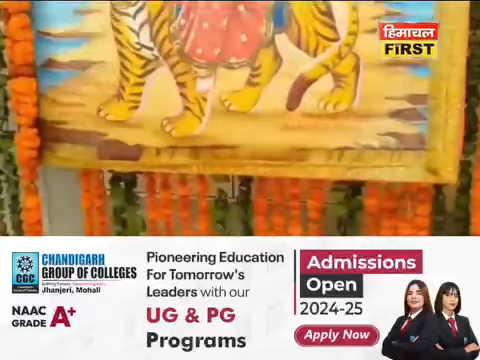 हिमाचल
FIRST
CHANDIGARH
GROUP OF COLLEGES
Jhanjeri, Mohali
CGC
NAAC
GRADE A+
Pioneering Education
For Tomorrow's
Leaders with our
UG & PG
Programs
Admissions
Open
2024-25
Apply Now